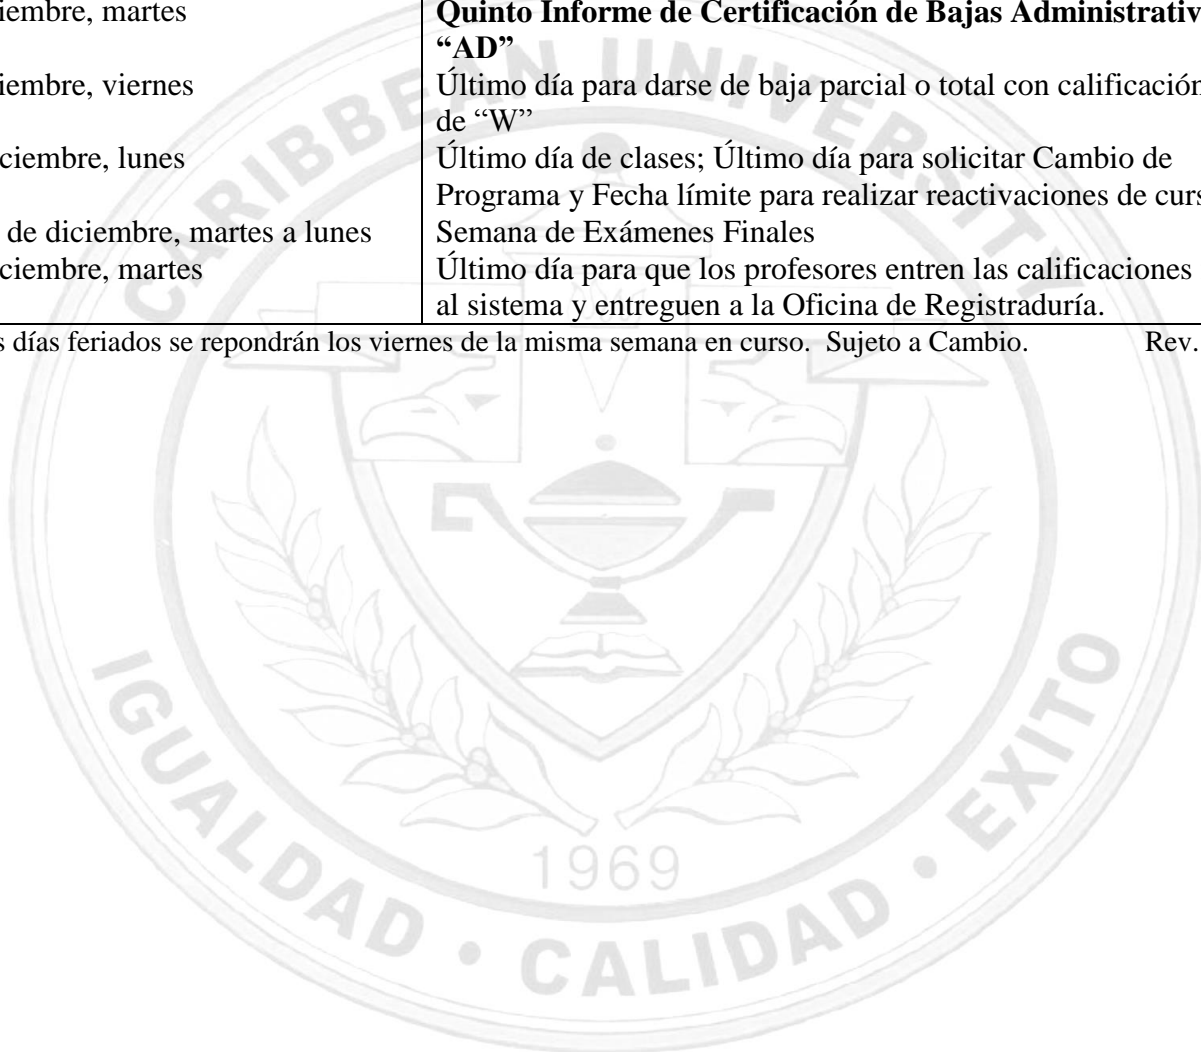 iembre, martes
Quinto Informe de Certificación de Bajas Administrativ
“AD”
iembre, viernes
Último día para darse de baja parcial o total con calificación
de “W”
ciembre, lunes
Último día de clases; Último día para solicitar Cambio de
Programa y Fecha límite para realizar reactivaciones de curs
de diciembre, martes a lunes
Semana de Exámenes Finales
ciembre, martes
Último día para que los profesores entren las calificaciones
al sistema y entreguen a la Oficina de Registraduría.
s días feriados se repondrán los viernes de la misma semana en curso. Sujeto a Cambio. Rev.
CARIBBEAN UNIVERSITY
1969
IGUALDAD • CALIDAD • EXITO